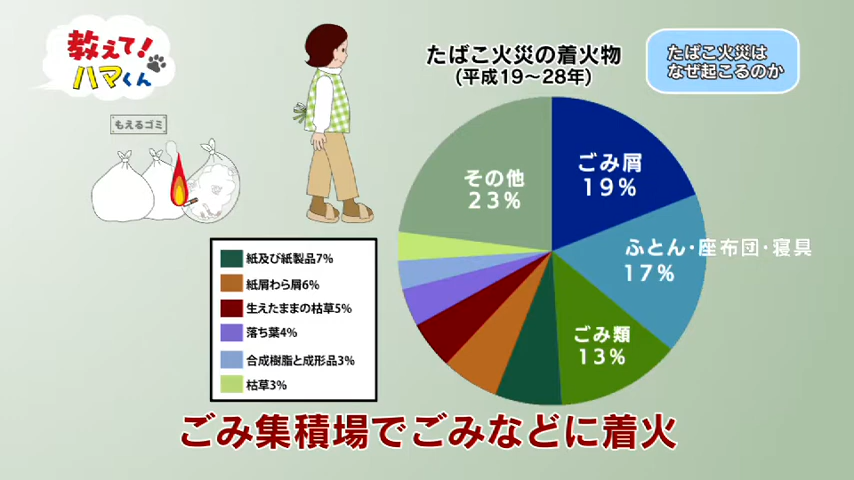 教えて!
ハマくん
もえるゴミ
たばこ火災の着火物
(平成19～28年)
たばこ火災は
なぜ起こるのか
ごみ屑
19%
ふとん・座布団・寝具
17%
ごみ類
13%
その他
23%
紙及び紙製品7%
紙屑わら屑6%
生えたままの枯草5%
落ち葉4%
合成樹脂と成形品3%
枯草3%
ごみ集積場でごみなどに着火